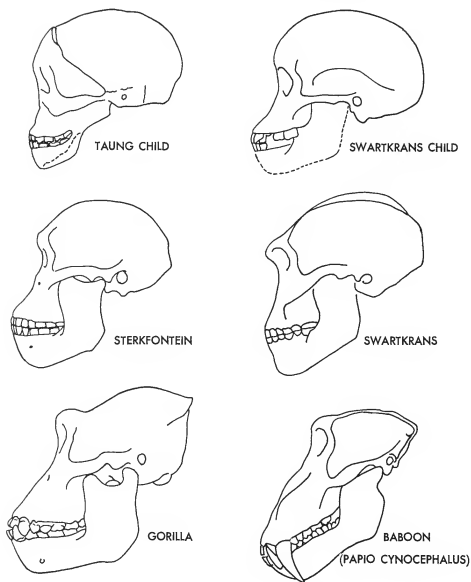 TAUNG CHILD
SWARTKRANS CHILD
STERKFONTEIN
SWARTKRANS
GORILLA
BABOON
(PAPIO CYNOCEPHALUS)